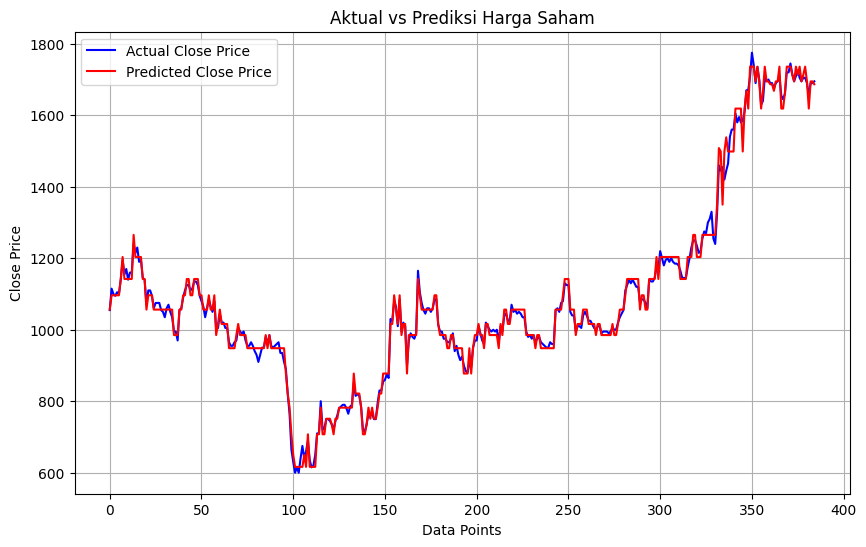 Aktual vs Prediksi Harga Saham
Actual Close Price
Predicted Close Price
Close Price
1800
1600
1400
1200
1000
800
600
0 50 100 150 200 250 300 350 400
Data Points